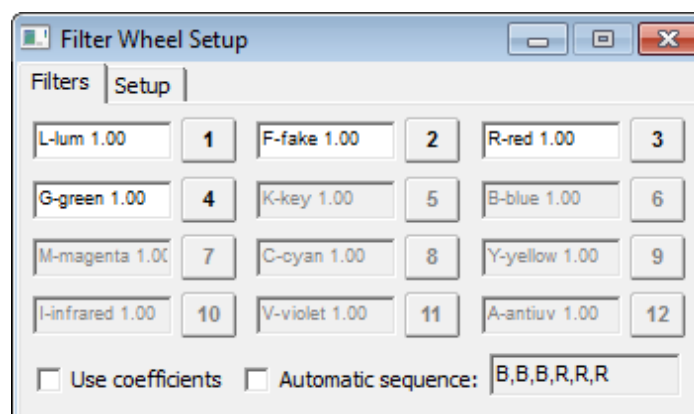 Filter Wheel Setup
Filters Setup
L-lum 1.00 1 F-fake 1.00 2 R-red 1.00 3
G-green 1.00 4 K-key 1.00 5 B-blue 1.00 6
M-magenta 1.0 7 C-cyan 1.00 8 Y-yellow 1.00 9
I-infrared 1.00 10 V-violet 1.00 11 A-antiuv 1.00 12
Use coefficients Automatic sequence: B,B,B,R,R,R